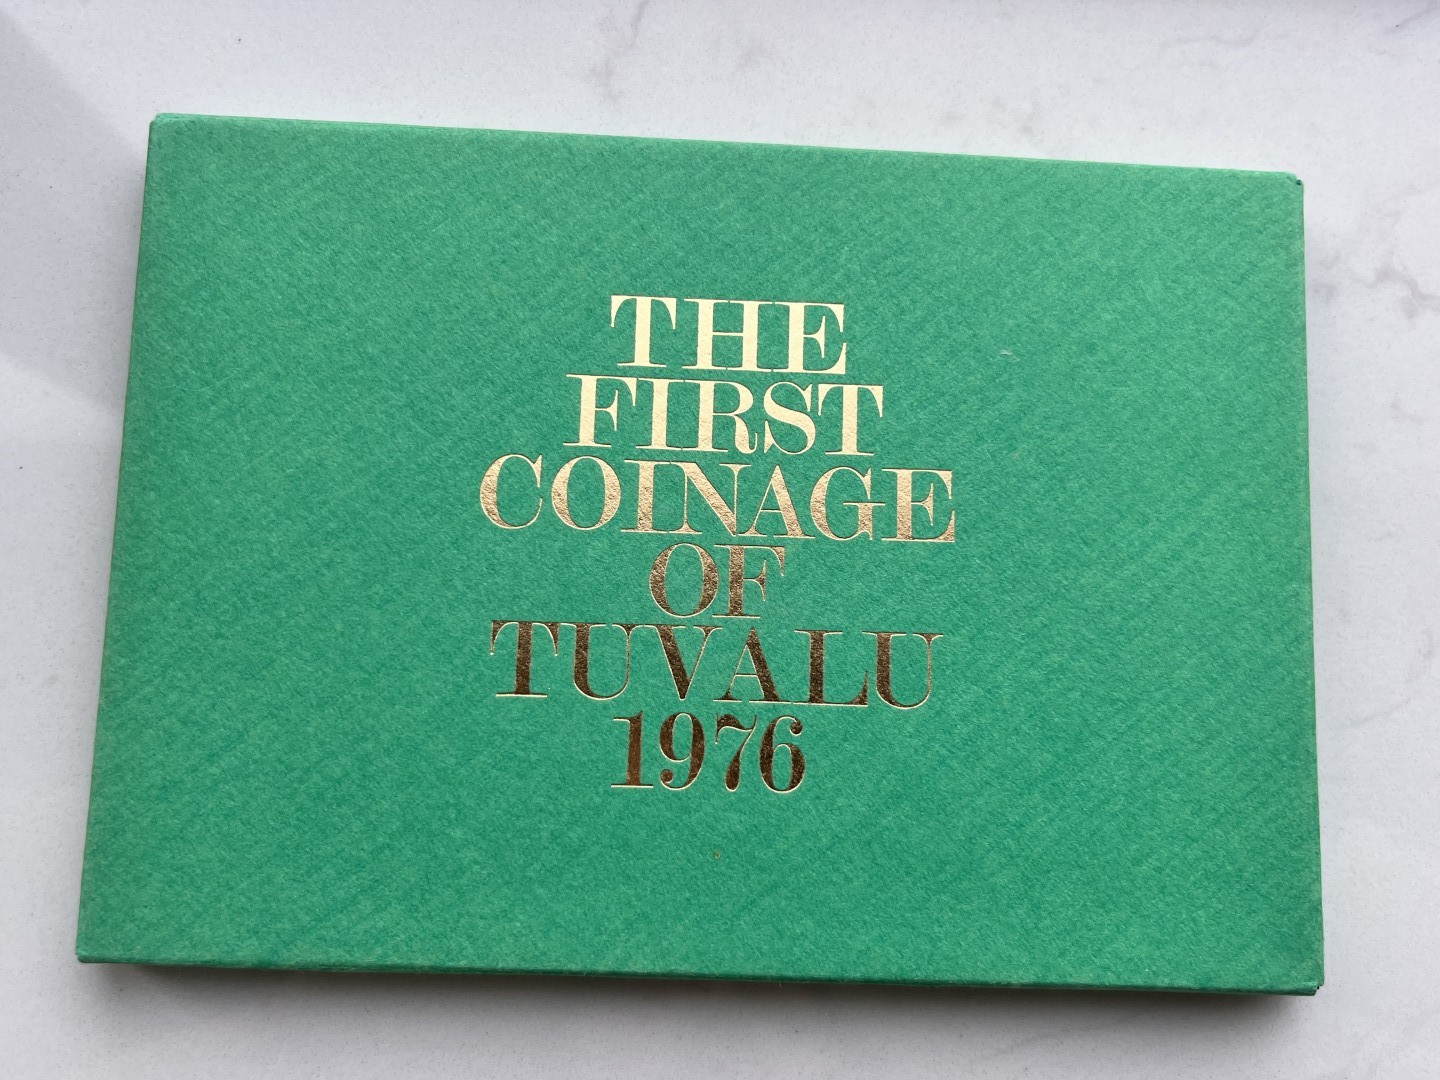 THE
FIRST
COINAGE
OF
TUVALU
1976